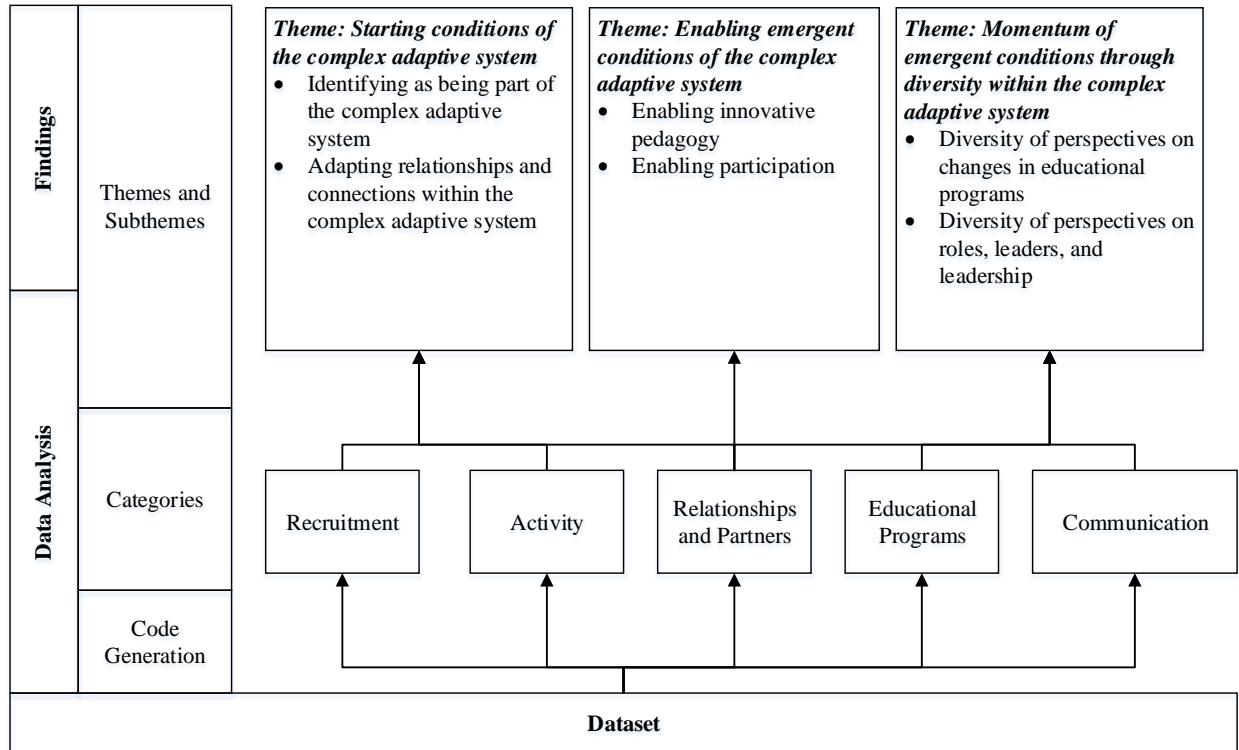 Findings
Themes and
Subthemes
Theme: Starting conditions of
the complex adaptive system
• Identifying as being part of
the complex adaptive
system
• Adapting relationships and
connections within the
complex adaptive system
Theme: Enabling emergent
conditions of the complex
adaptive system
• Enabling innovative
pedagogy
• Enabling participation
Theme: Momentum of
emergent conditions through
diversity within the complex
adaptive system
• Diversity of perspectives on
changes in educational
programs
• Diversity of perspectives on
roles, leaders, and
leadership
Data Analysis
Categories
Recruitment
Activity
Relationships
and Partners
Educational
Programs
Communication
Code
Generation
Dataset